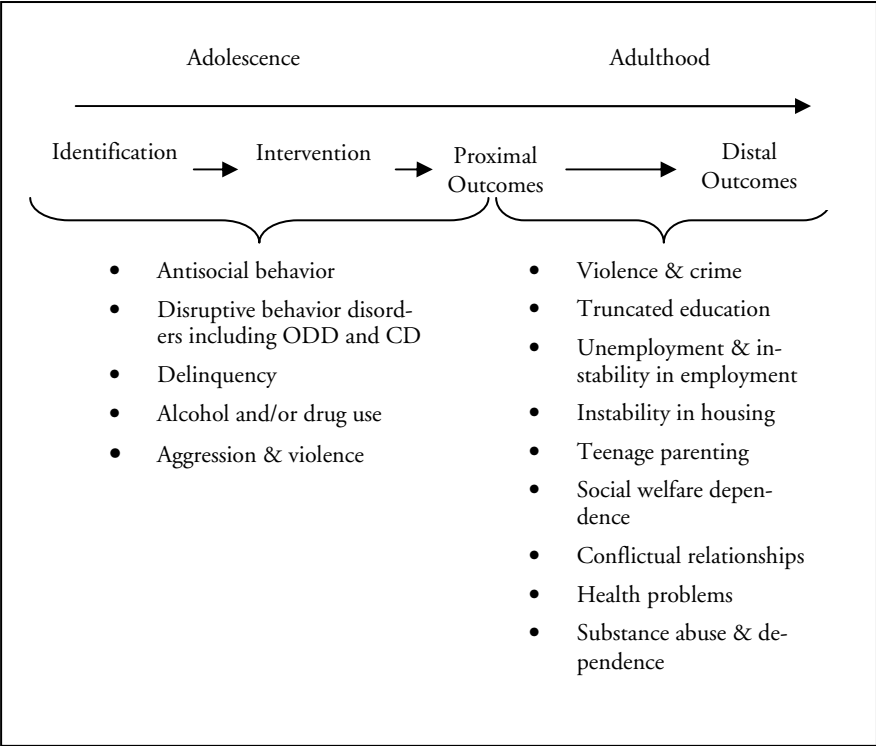 Adolescence
Adulthood
Identification
Intervention
Proximal
Outcomes
Distal
Outcomes
• Antisocial behavior
• Disruptive behavior disord-
ers including ODD and CD
• Delinquency
• Alcohol and/or drug use
• Aggression & violence
• Violence & crime
• Truncated education
• Unemployment & in-
stability in employment
• Instability in housing
• Teenage parenting
• Social welfare depen-
dence
• Conflictual relationships
• Health problems
• Substance abuse & de-
pendence